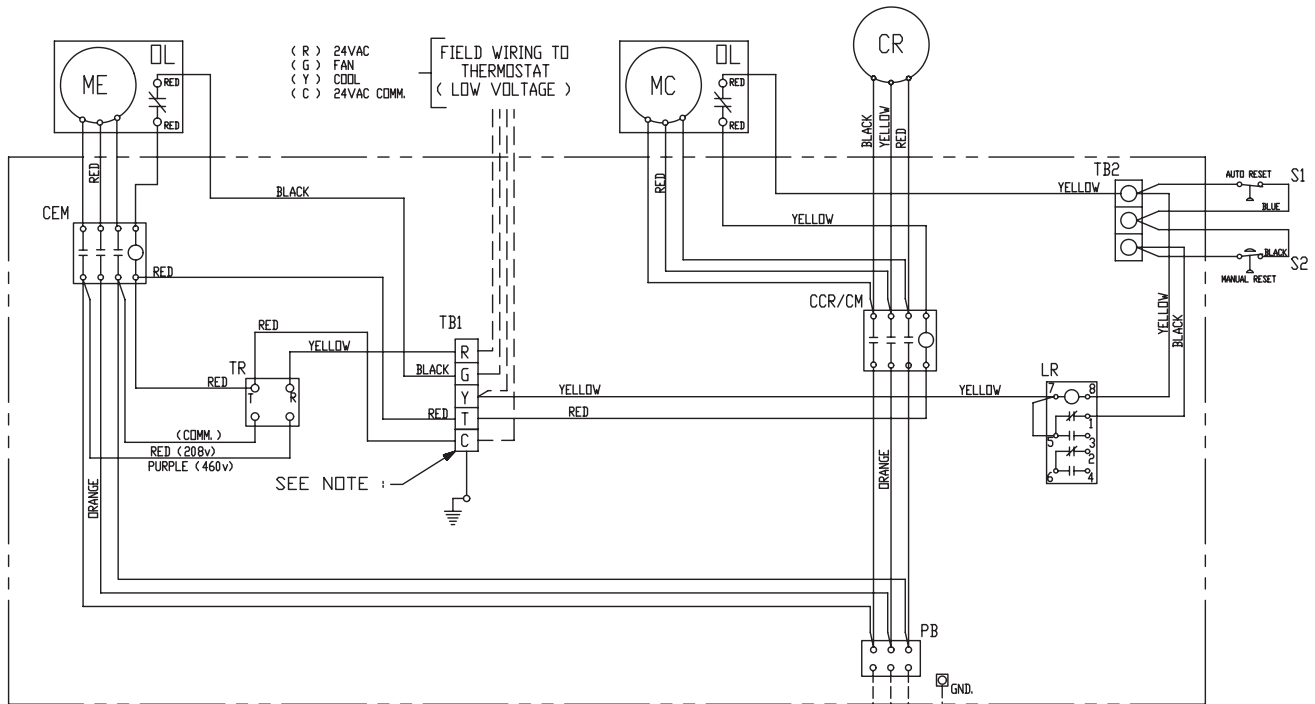 CR
OL
ME
RED
RED
( R ) 24VAC
( G ) FAN
( Y ) COOL
( C ) 24VAC COMM.
FIELD WIRING TO
THERMOSTAT
( LOW VOLTAGE )
OL
MC
RED
RED
BLACK
YELLOW
RED
RED
BLACK
CEM
RED
RED
YELLOW
YELLOW
TB2
AUTO RESET
S1
BLUE
BLACK
S2
MANUAL RESET
YELLOW
BLACK
CCR/CM
RED
YELLOW
TB1
R
BLACK
G
Y
YELLOW
YELLOW
RED
T
RED
C
TR
RED
T
R
(COMM.)
RED (208v)
PURPLE (460v)
ORANGE
SEE NOTE :
ORANGE
LR
7
8
1
5
3
2
6
4
PB
GND.